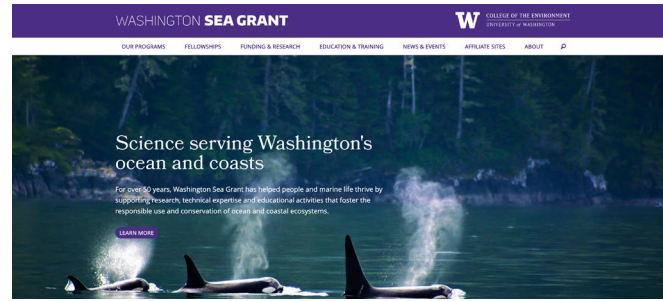 WASHINGTON SEA GRANT
W COLLEGE OF THE ENVIRONMENT
UNIVERSITY of WASHINGTON
OUR PROGRAMS FELLOWSHIPS FUNDING & RESEARCH EDUCATION & TRAINING NEWS & EVENTS AFFILIATE SITES ABOUT
Science serving Washington's
ocean and coasts
For over 50 years, Washington Sea Grant has helped people and marine life thrive by
supporting research, technical expertise and educational activities that foster the
responsible use and conservation of ocean and coastal ecosystems.
LEARN MORE